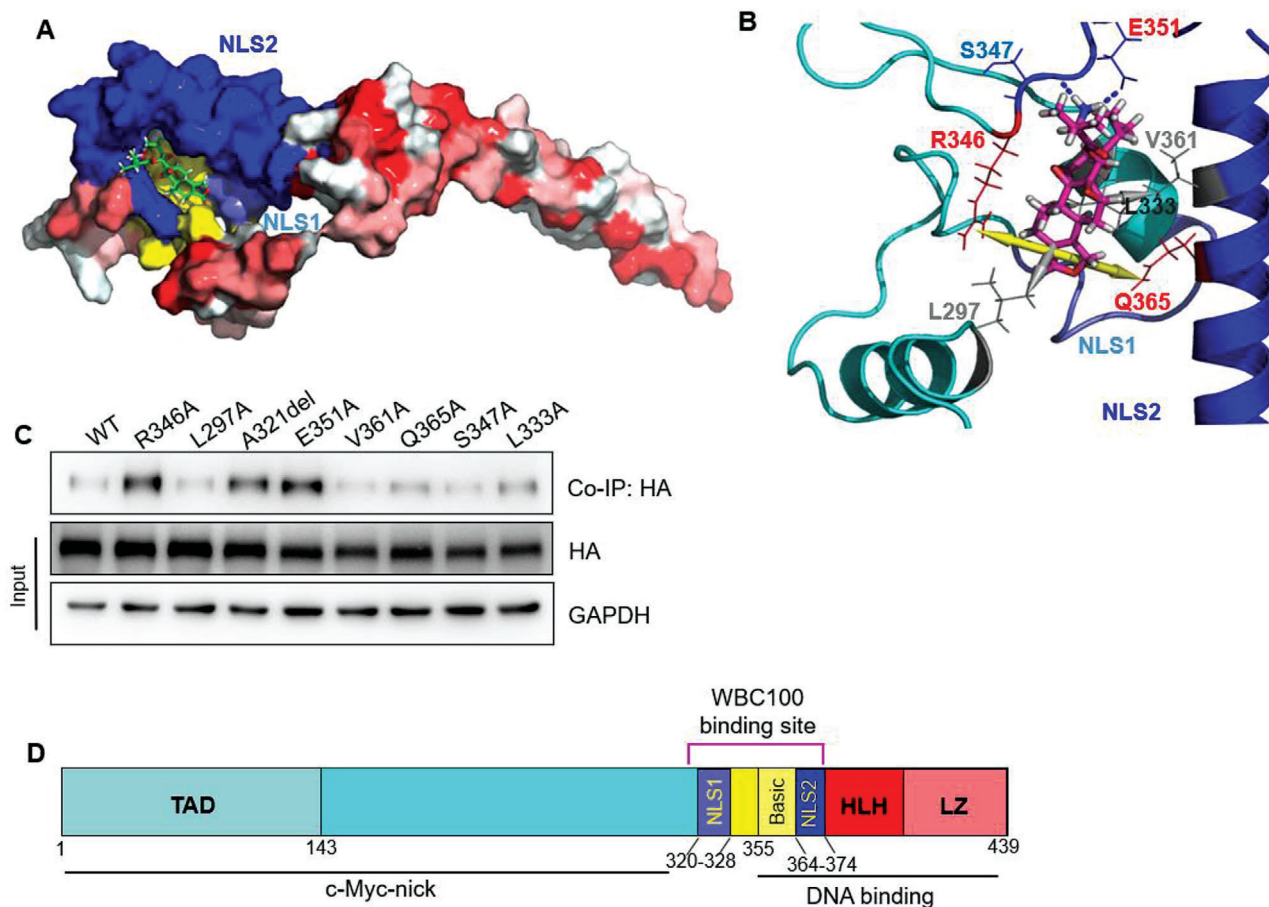 A
NLS2
NLS1
B
S347
E351
R346
V361
L333
Q365
L297
NLS1
NLS2
C
WT
R346A
L297A
A321del
E351A
V361A
Q365A
S347A
L333A
Co-IP: HA
Input
HA
GAPDH
WBC100
binding site
D
TAD
NLS1
Basic
NLS2
HLH
LZ
1
143
320-328
355
364-374
439
c-Myc-nick
DNA binding